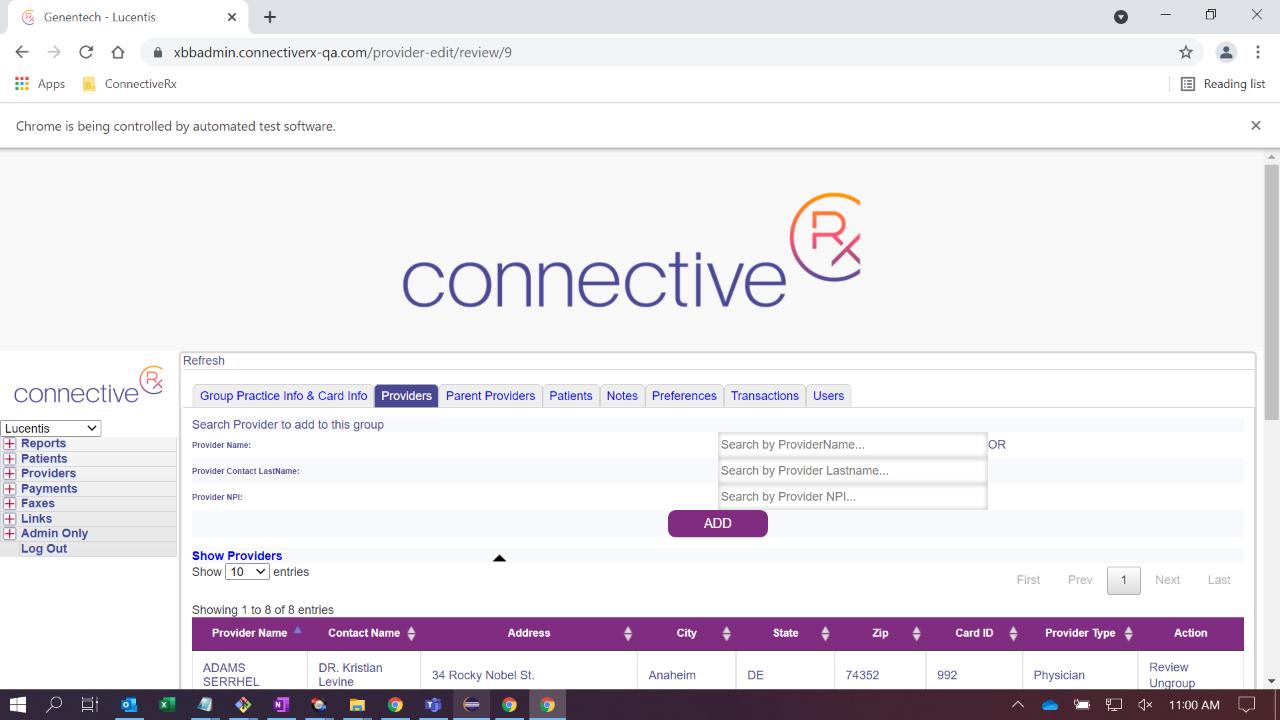 Genentech - Lucentis
xbbadmin.connectiverx-qa.com/provider-edit/review/9
Apps ConnectiveRx Reading list
Chrome is being controlled by automated test software.
connective Rx
connective Rx
Lucentis
Reports
Patients
Providers
Payments
Faxes
Links
Admin Only
Log Out
Refresh
Group Practice Info & Card Info Providers Parent Providers Patients Notes Preferences Transactions Users
Search Provider to add to this group
Provider Name: Search by ProviderName... OR
Provider Contact LastName: Search by Provider Lastname...
Provider NPI: Search by Provider NPI...
ADD
Show Providers
Show 10 entries
First Prev 1 Next Last
Showing 1 to 8 of 8 entries
Provider Name Contact Name Address City State Zip Card ID Provider Type Action
ADAMS SERRHEL DR. Kristian Levine 34 Rocky Nobel St. Anaheim DE 74352 992 Physician Review Ungroup
11:00 AM